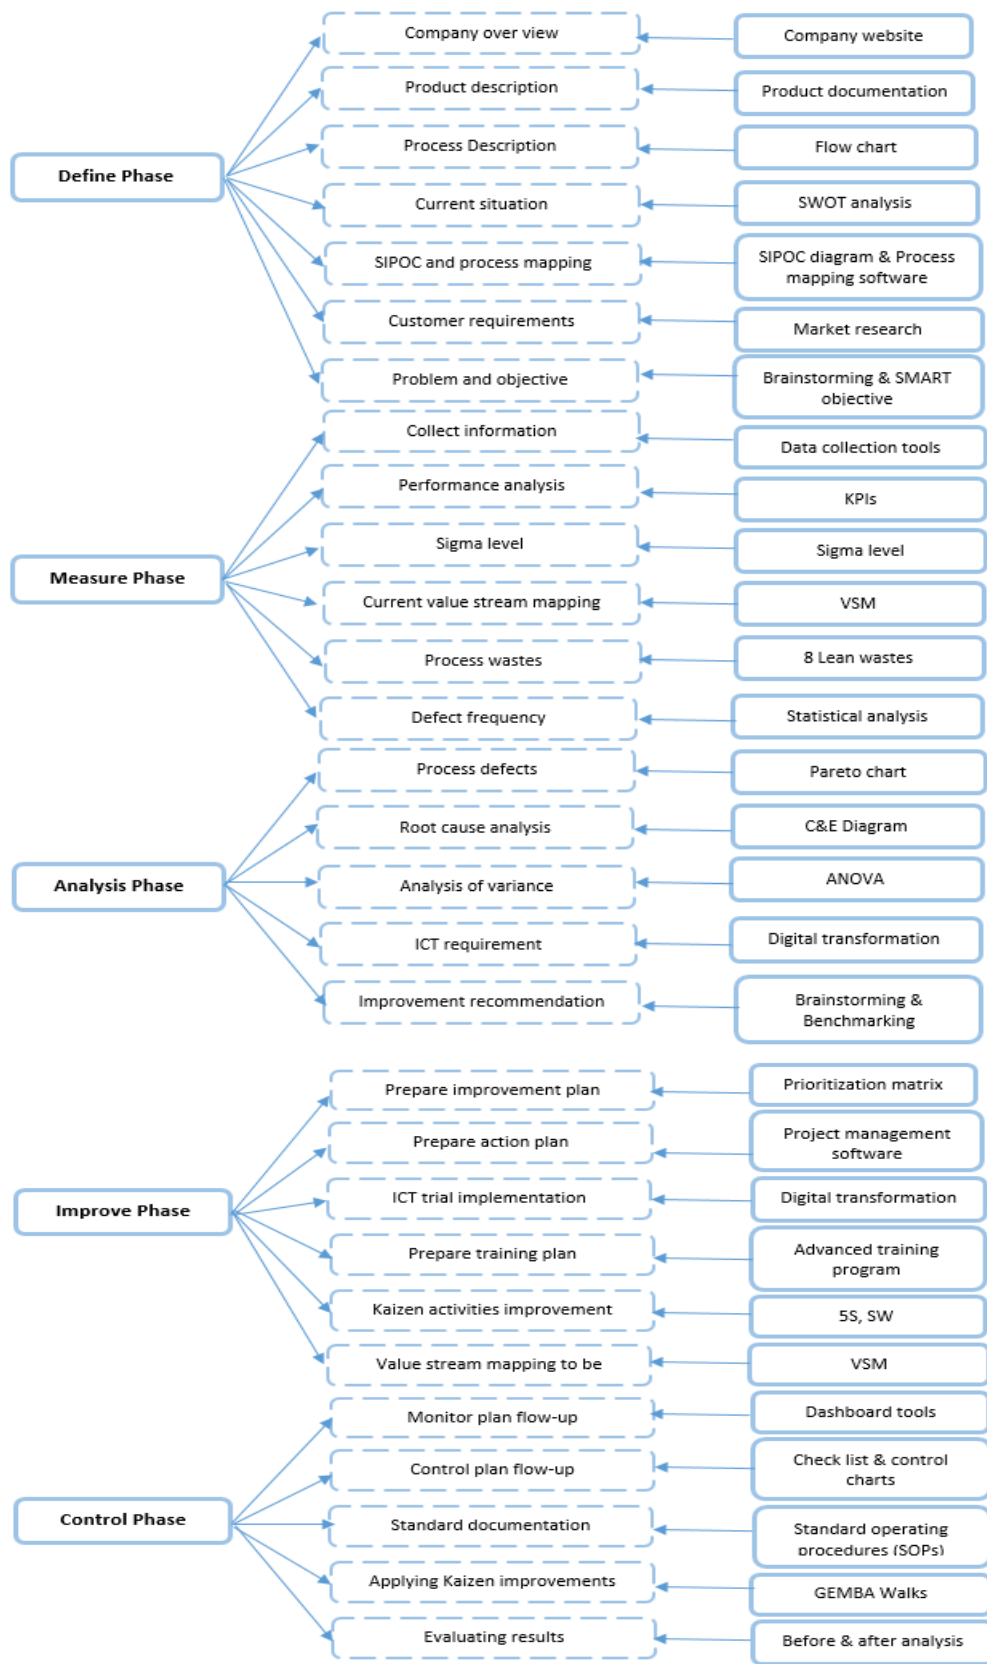 Company over view
Company website
Product description
Product documentation
Process Description
Flow chart
Define Phase
Current situation
SWOT analysis
SIPOC and process mapping
SIPOC diagram & Process
mapping software
Customer requirements
Market research
Problem and objective
Brainstorming & SMART
objective
Collect information
Data collection tools
Performance analysis
KPIs
Sigma level
Sigma level
Measure Phase
Current value stream mapping
VSM
Process wastes
8 Lean wastes
Defect frequency
Statistical analysis
Process defects
Pareto chart
Root cause analysis
C&E Diagram
Analysis Phase
Analysis of variance
ANOVA
ICT requirement
Digital transformation
Improvement recommendation
Brainstorming &
Benchmarking
Prepare improvement plan
Prioritization matrix
Prepare action plan
Project management
software
Improve Phase
ICT trial implementation
Digital transformation
Prepare training plan
Advanced training
program
Kaizen activities improvement
5S, SW
Value stream mapping to be
VSM
Monitor plan flow-up
Dashboard tools
Control plan flow-up
Check list & control
charts
Control Phase
Standard documentation
Standard operating
procedures (SOPs)
Applying Kaizen improvements
GEMBA Walks
Evaluating results
Before & after analysis